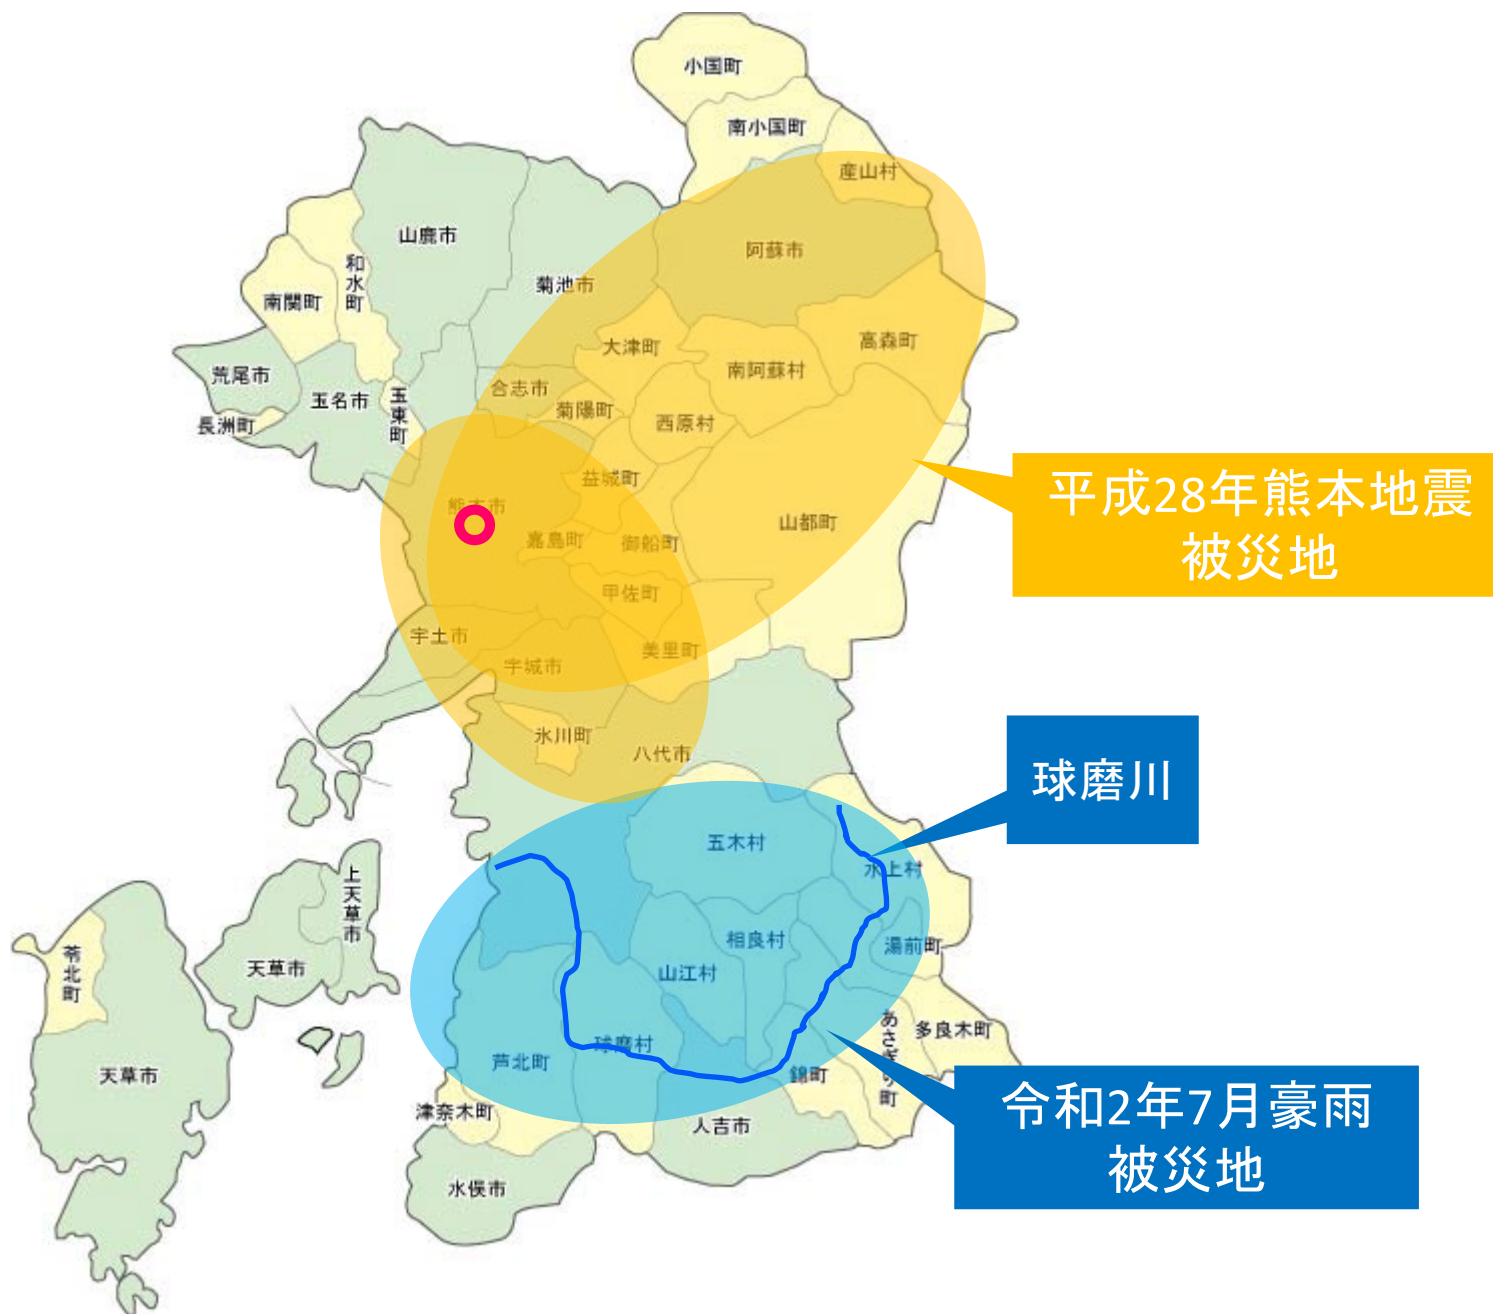 小国町
南小国町
産山村
山鹿市
阿蘇市
菊池市
和水町
南関町
高森町
大津町
南阿蘇村
荒尾市
合志市
玉名市
玉東町
菊陽町
西原村
長洲町
益城町
平成28年熊本地震
被災地
熊本市
山都町
嘉島町
御船町
甲佐町
宇土市
美里町
宇城市
氷川町
八代市
球磨川
五木村
水上村
上天草市
相良村
湯前町
苓北町
天草市
山江村
あさぎり町
多良木町
球磨村
芦北町
天草市
錦町
津奈木町
人吉市
令和2年7月豪雨
被災地
水俣市